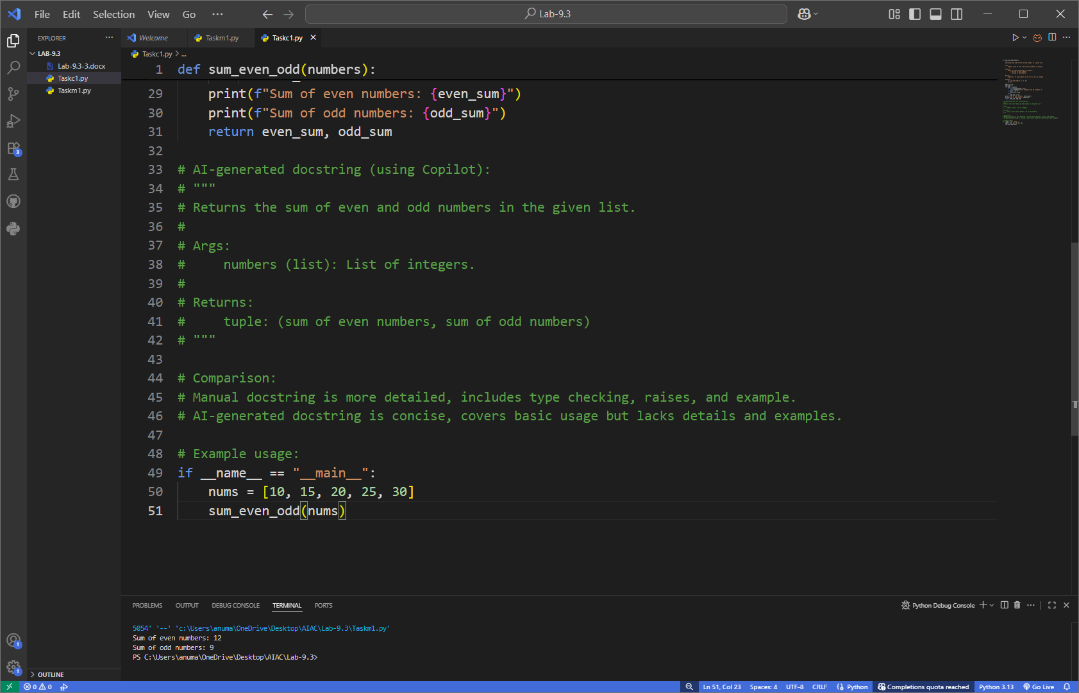 File Edit Selection View Go ··· Lab-9.3
EXPLORER ···
LAB-9.3
Lab-9.3-3.docx
Taskc1.py
Taskm1.py
OUTLINE
Welcome Taskm1.py Taskc1.py
Taskc1.py > ...
1 def sum_even_odd(numbers):
29 print(f"Sum of even numbers: {even_sum}")
30 print(f"Sum of odd numbers: {odd_sum}")
31 return even_sum, odd_sum
32
33 # AI-generated docstring (using Copilot):
34 # """
35 # Returns the sum of even and odd numbers in the given list.
36 #
37 # Args:
38 #     numbers (list): List of integers.
39 #
40 # Returns:
41 #     tuple: (sum of even numbers, sum of odd numbers)
42 # """
43
44 # Comparison:
45 # Manual docstring is more detailed, includes type checking, raises, and example.
46 # AI-generated docstring is concise, covers basic usage but lacks details and examples.
47
48 # Example usage:
49 if __name__ == "__main__":
50     nums = [10, 15, 20, 25, 30]
51     sum_even_odd(nums)
PROBLEMS OUTPUT DEBUG CONSOLE TERMINAL PORTS Python Debug Console
5054' '--' 'c:\Users\anuma\OneDrive\Desktop\AIAC\Lab-9.3\Taskm1.py'
Sum of even numbers: 12
Sum of odd numbers: 9
PS C:\Users\anuma\OneDrive\Desktop\AIAC\Lab-9.3>
0 0 Ln 51, Col 23 Spaces: 4 UTF-8 CRLF Python Completions quota reached Python 3.13 Go Live